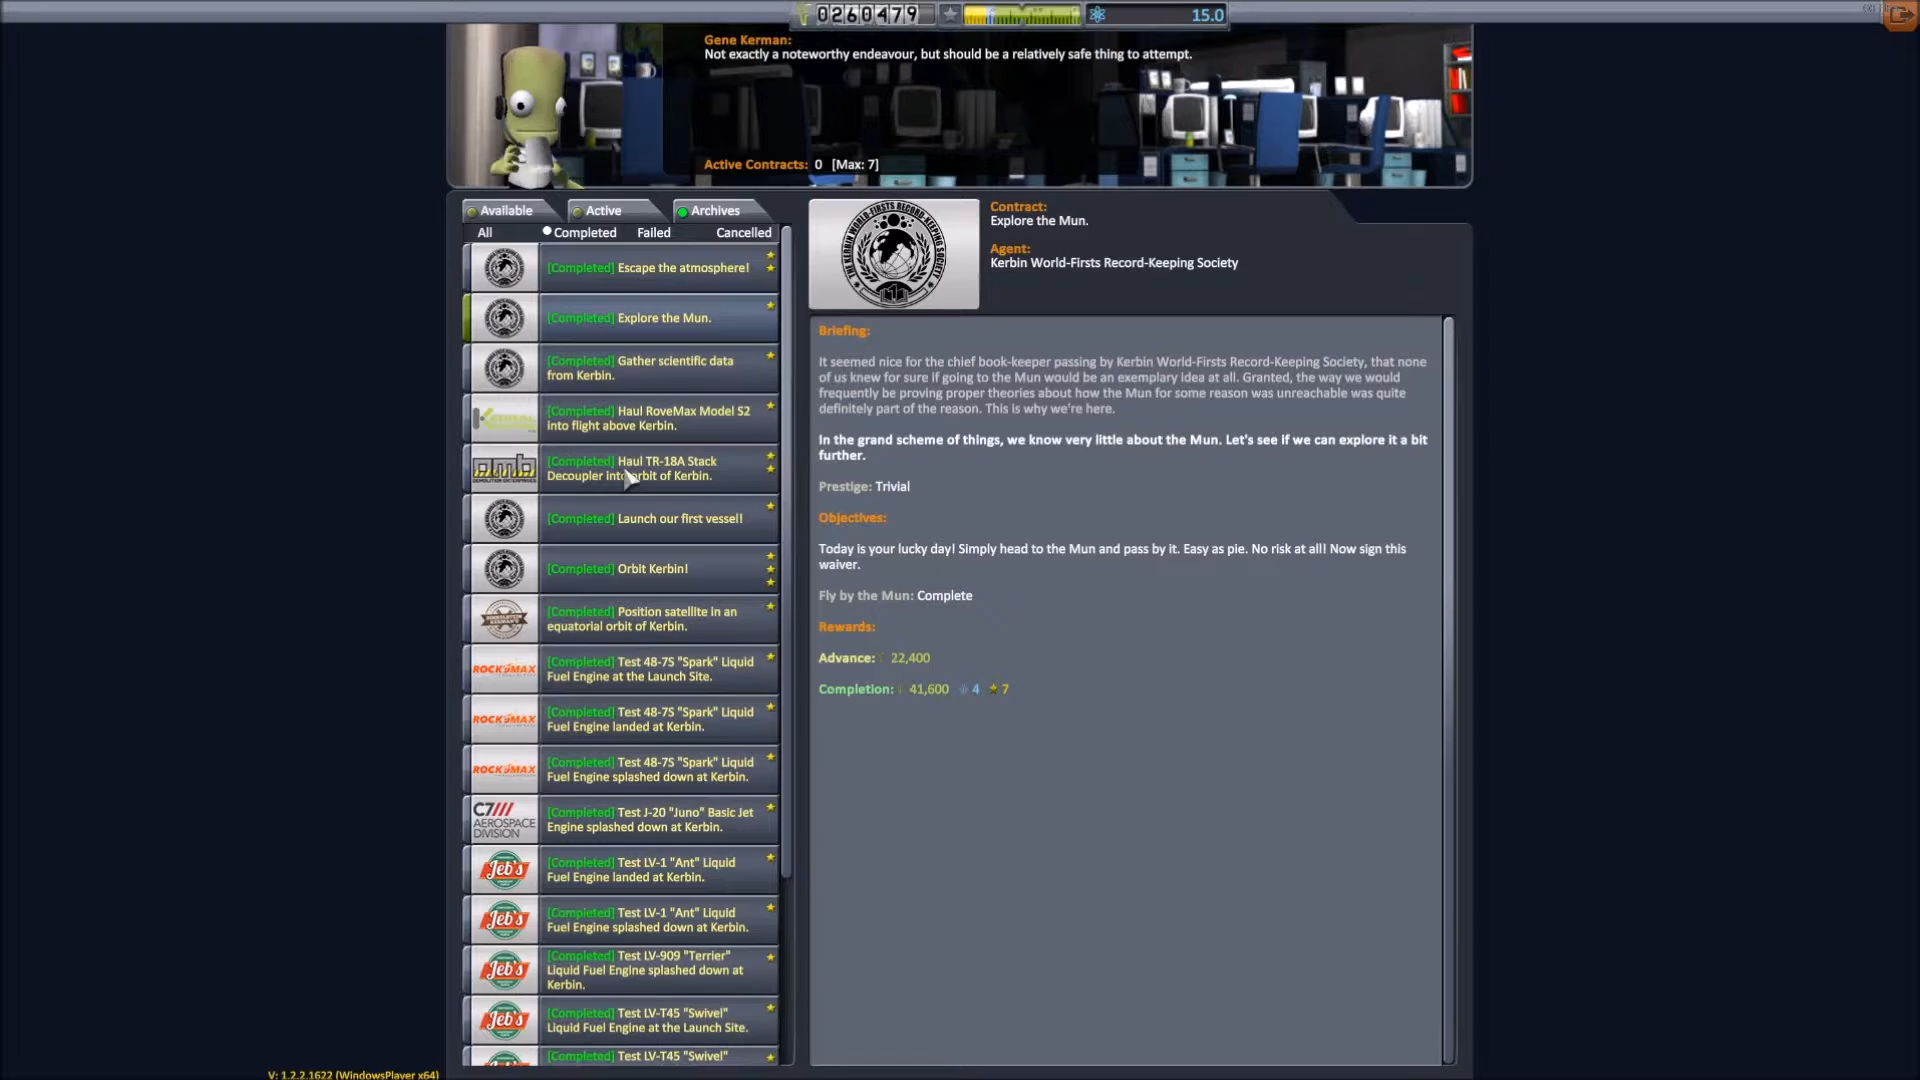 0260479
15.0
Gene Kerman:
Not exactly a noteworthy endeavour, but should be a relatively safe thing to attempt.
Active Contracts: 0 [Max: 7]
Available
Active
Archives
All
Completed
Failed
Cancelled
[Completed] Escape the atmosphere!
[Completed] Explore the Mun.
[Completed] Gather scientific data
from Kerbin.
[Completed] Haul RoveMax Model S2
into flight above Kerbin.
[Completed] Haul TR-18A Stack
Decoupler into orbit of Kerbin.
[Completed] Launch our first vessel!
[Completed] Orbit Kerbin!
[Completed] Position satellite in an
equatorial orbit of Kerbin.
ROCKOMAX
[Completed] Test 48-7S "Spark" Liquid
Fuel Engine at the Launch Site.
ROCKOMAX
[Completed] Test 48-7S "Spark" Liquid
Fuel Engine landed at Kerbin.
ROCKOMAX
[Completed] Test 48-7S "Spark" Liquid
Fuel Engine splashed down at Kerbin.
C7///
AEROSPACE
DIVISION
[Completed] Test J-20 "Juno" Basic Jet
Engine splashed down at Kerbin.
Jeb's
[Completed] Test LV-1 "Ant" Liquid
Fuel Engine landed at Kerbin.
Jeb's
[Completed] Test LV-1 "Ant" Liquid
Fuel Engine splashed down at Kerbin.
Jeb's
[Completed] Test LV-909 "Terrier"
Liquid Fuel Engine splashed down at
Kerbin.
Jeb's
[Completed] Test LV-T45 "Swivel"
Liquid Fuel Engine at the Launch Site.
[Completed] Test LV-T45 "Swivel"
THE KERBIN WORLD-FIRSTS RECORD-KEEPING SOCIETY
Contract:
Explore the Mun.
Agent:
Kerbin World-Firsts Record-Keeping Society
Briefing:
It seemed nice for the chief book-keeper passing by Kerbin World-Firsts Record-Keeping Society, that none
of us knew for sure if going to the Mun would be an exemplary idea at all. Granted, the way we would
frequently be proving proper theories about how the Mun for some reason was unreachable was quite
definitely part of the reason. This is why we're here.
In the grand scheme of things, we know very little about the Mun. Let's see if we can explore it a bit
further.
Prestige: Trivial
Objectives:
Today is your lucky day! Simply head to the Mun and pass by it. Easy as pie. No risk at all! Now sign this
waiver.
Fly by the Mun: Complete
Rewards:
Advance: 22,400
Completion: 41,600 4 7
V: 1.2.2.1622 (WindowsPlayer x64)